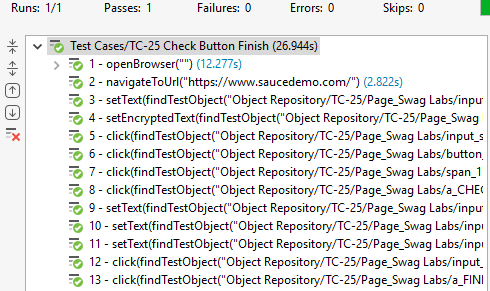 Runs: 1/1 Passes: 1 Failures: 0 Errors: 0 Skips: 0
Test Cases/TC-25 Check Button Finish (26.944s)
1 - openBrowser("") (12.277s)
2 - navigateToUrl("https://www.saucedemo.com/") (2.822s)
3 - setText(findTestObject("Object Repository/TC-25/Page_Swag Labs/inpu
4 - setEncryptedText(findTestObject("Object Repository/TC-25/Page_Swag
5 - click(findTestObject("Object Repository/TC-25/Page_Swag Labs/input_s
6 - click(findTestObject("Object Repository/TC-25/Page_Swag Labs/button_
7 - click(findTestObject("Object Repository/TC-25/Page_Swag Labs/span_1
8 - click(findTestObject("Object Repository/TC-25/Page_Swag Labs/a_CHE
9 - setText(findTestObject("Object Repository/TC-25/Page_Swag Labs/inpu
10 - setText(findTestObject("Object Repository/TC-25/Page_Swag Labs/inp
11 - setText(findTestObject("Object Repository/TC-25/Page_Swag Labs/inp
12 - click(findTestObject("Object Repository/TC-25/Page_Swag Labs/input_
13 - click(findTestObject("Object Repository/TC-25/Page_Swag Labs/a_FINI